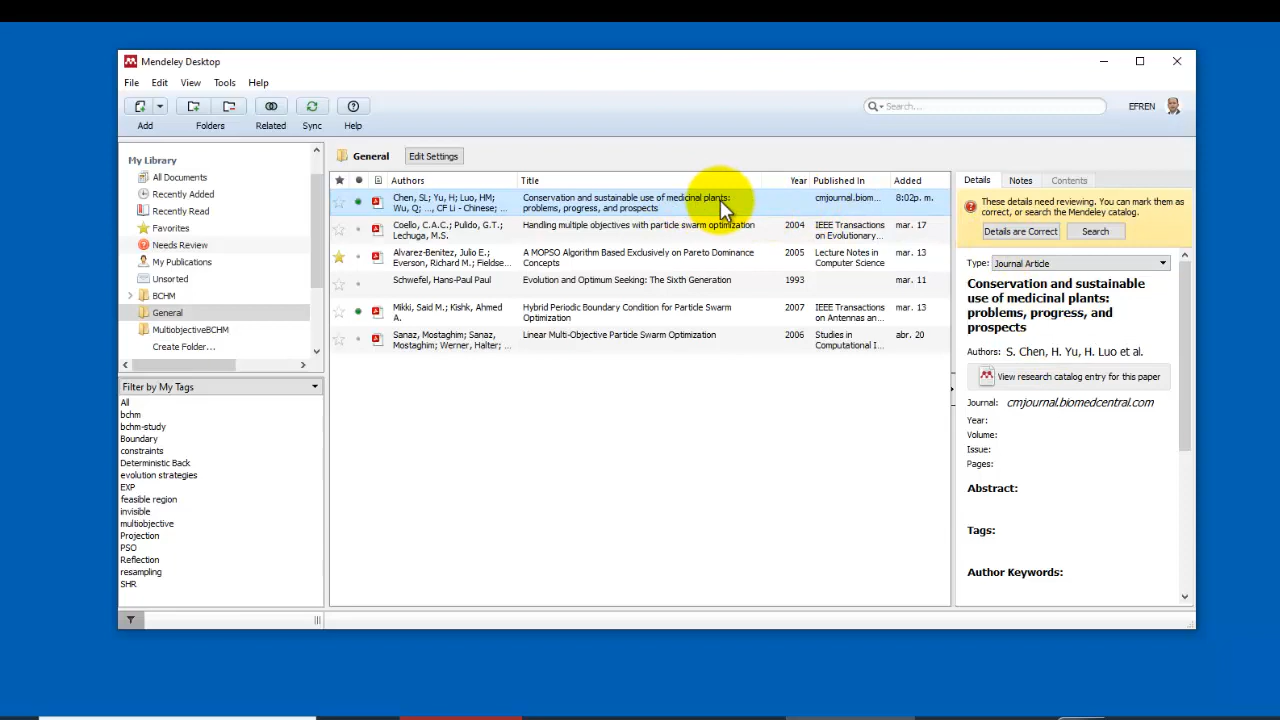 Mendeley Desktop
File Edit View Tools Help
Search...
EFREN
Add Folders Related Sync Help
My Library
All Documents
Recently Added
Recently Read
Favorites
Needs Review
My Publications
Unsorted
BCHM
General
MultiobjectiveBCHM
Create Folder...
Filter by My Tags
All
bchm
bchm-study
Boundary
constraints
Deterministic Back
evolution strategies
EXP
feasible region
invisible
multiobjective
Projection
PSO
Reflection
resampling
SHR
General Edit Settings
Authors Title Year Published In Added
Chen, SL; Yu, H; Luo, HM; Conservation and sustainable use of medicinal plants: cmjournal.biom... 8:02p. m.
Wu, Q; ..., CF Li - Chinese; ... problems, progress, and prospects
Coello, C.A.C.; Pulido, G.T.; Handling multiple objectives with particle swarm optimization 2004 IEEE Transactions mar. 17
Lechuga, M.S. on Evolutionary...
Alvarez-Benitez, Julio E.; A MOPSO Algorithm Based Exclusively on Pareto Dominance 2005 Lecture Notes in mar. 13
Everson, Richard M.; Fieldse... Concepts Computer Science
Schwefel, Hans-Paul Paul Evolution and Optimum Seeking: The Sixth Generation 1993 mar. 11
Mikki, Said M.; Kishk, Ahmed Hybrid Periodic Boundary Condition for Particle Swarm 2007 IEEE Transactions mar. 13
A. Optimization on Antennas an...
Sanaz, Mostaghim; Sanaz, Linear Multi-Objective Particle Swarm Optimization 2006 Studies in abr. 20
Mostaghim; Werner, Halter; ... Computational I...
Details Notes Contents
These details need reviewing. You can mark them as
correct, or search the Mendeley catalog.
Details are Correct Search
Type: Journal Article
Conservation and sustainable
use of medicinal plants:
problems, progress, and
prospects
Authors: S. Chen, H. Yu, H. Luo et al.
View research catalog entry for this paper
Journal: cmjournal.biomedcentral.com
Year:
Volume:
Issue:
Pages:
Abstract:
Tags:
Author Keywords: